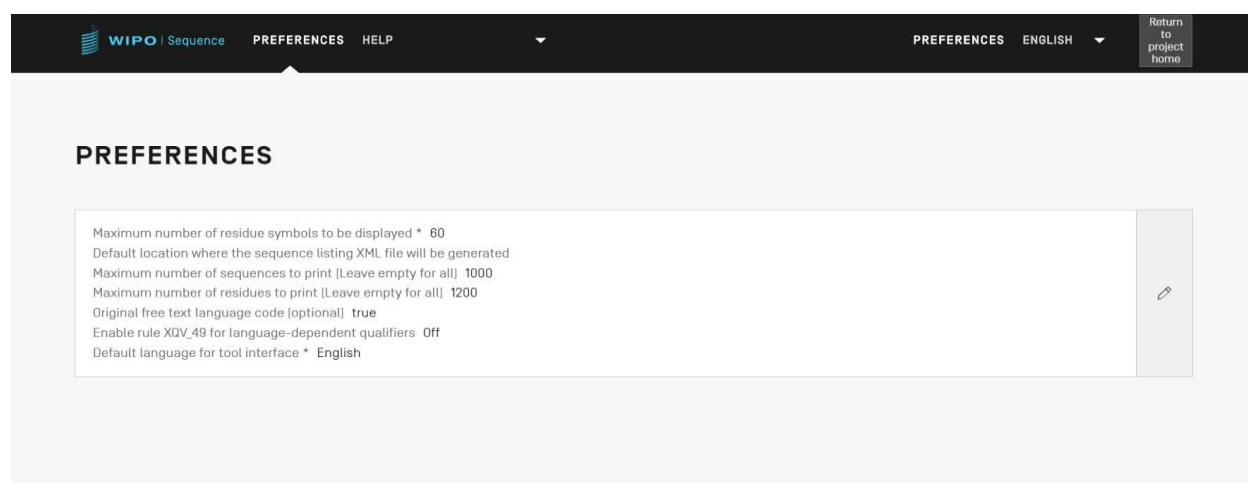 WIPO | Sequence PREFERENCES HELP PREFERENCES ENGLISH
Return
to
project
home
PREFERENCES
Maximum number of residue symbols to be displayed * 60
Default location where the sequence listing XML file will be generated
Maximum number of sequences to print [Leave empty for all] 1000
Maximum number of residues to print [Leave empty for all] 1200
Original free text language code [optional] true
Enable rule XQV_49 for language-dependent qualifiers Off
Default language for tool interface * English